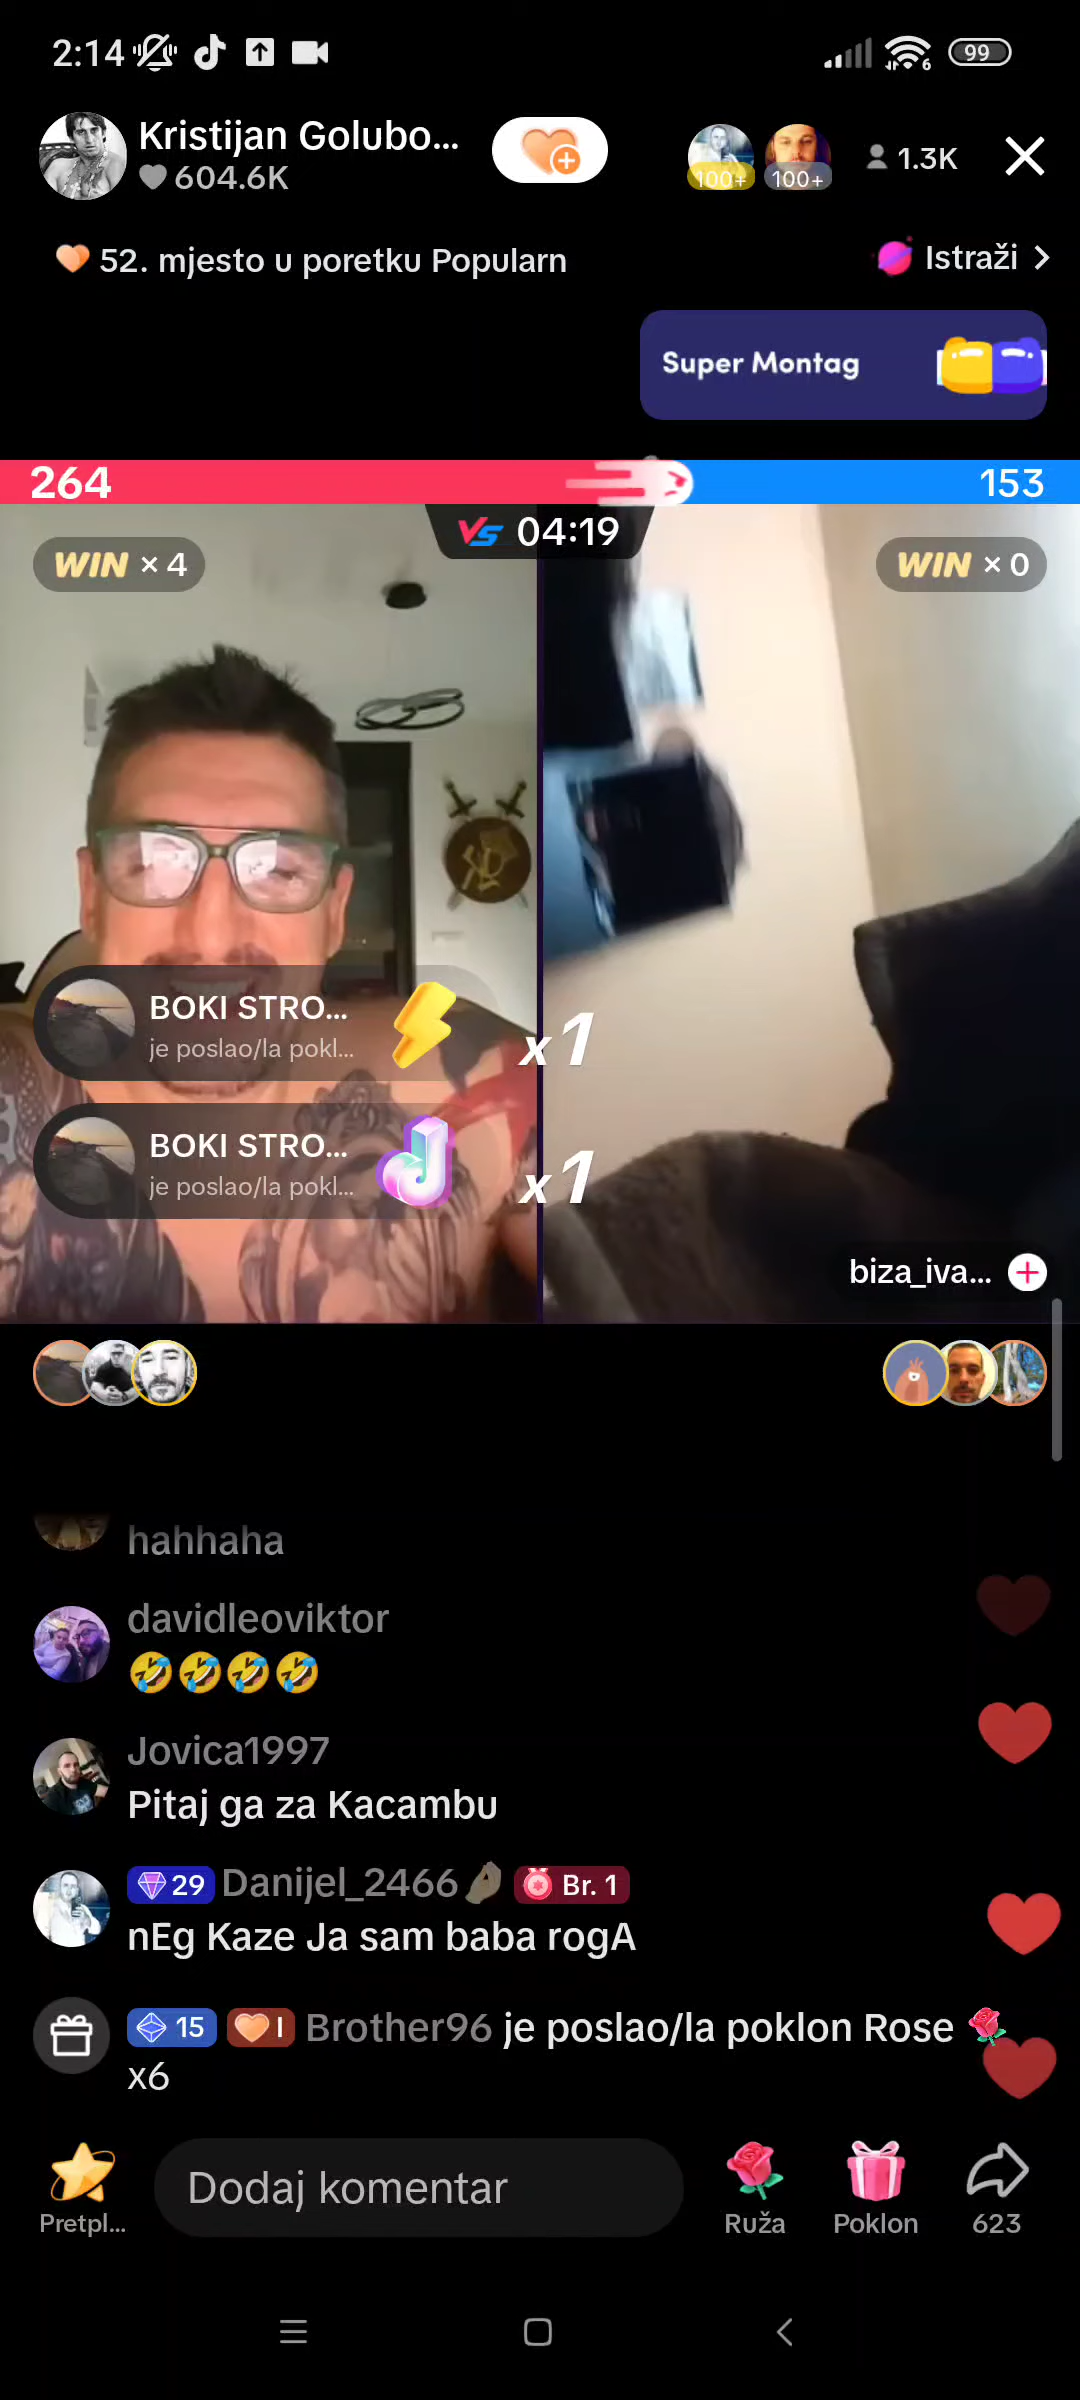 2:14
99
Kristijan Golubo...
604.6K
100+
100+
1.3K
52. mjesto u poretku Popularn
Istraži
Super Montag
264
153
VS 04:19
WIN × 4
WIN × 0
BOKI STRO...
je poslao/la pokl...
x1
BOKI STRO...
je poslao/la pokl...
x1
biza_iva...
hahhaha
davidleoviktor
🤣🤣🤣🤣
Jovica1997
Pitaj ga za Kacambu
29 Danijel_2466🤌🏽 Br. 1
nEg Kaze Ja sam baba rogA
15 I Brother96 je poslao/la poklon Rose 🌹
x6
Pretpl...
Dodaj komentar
Ruža
Poklon
623